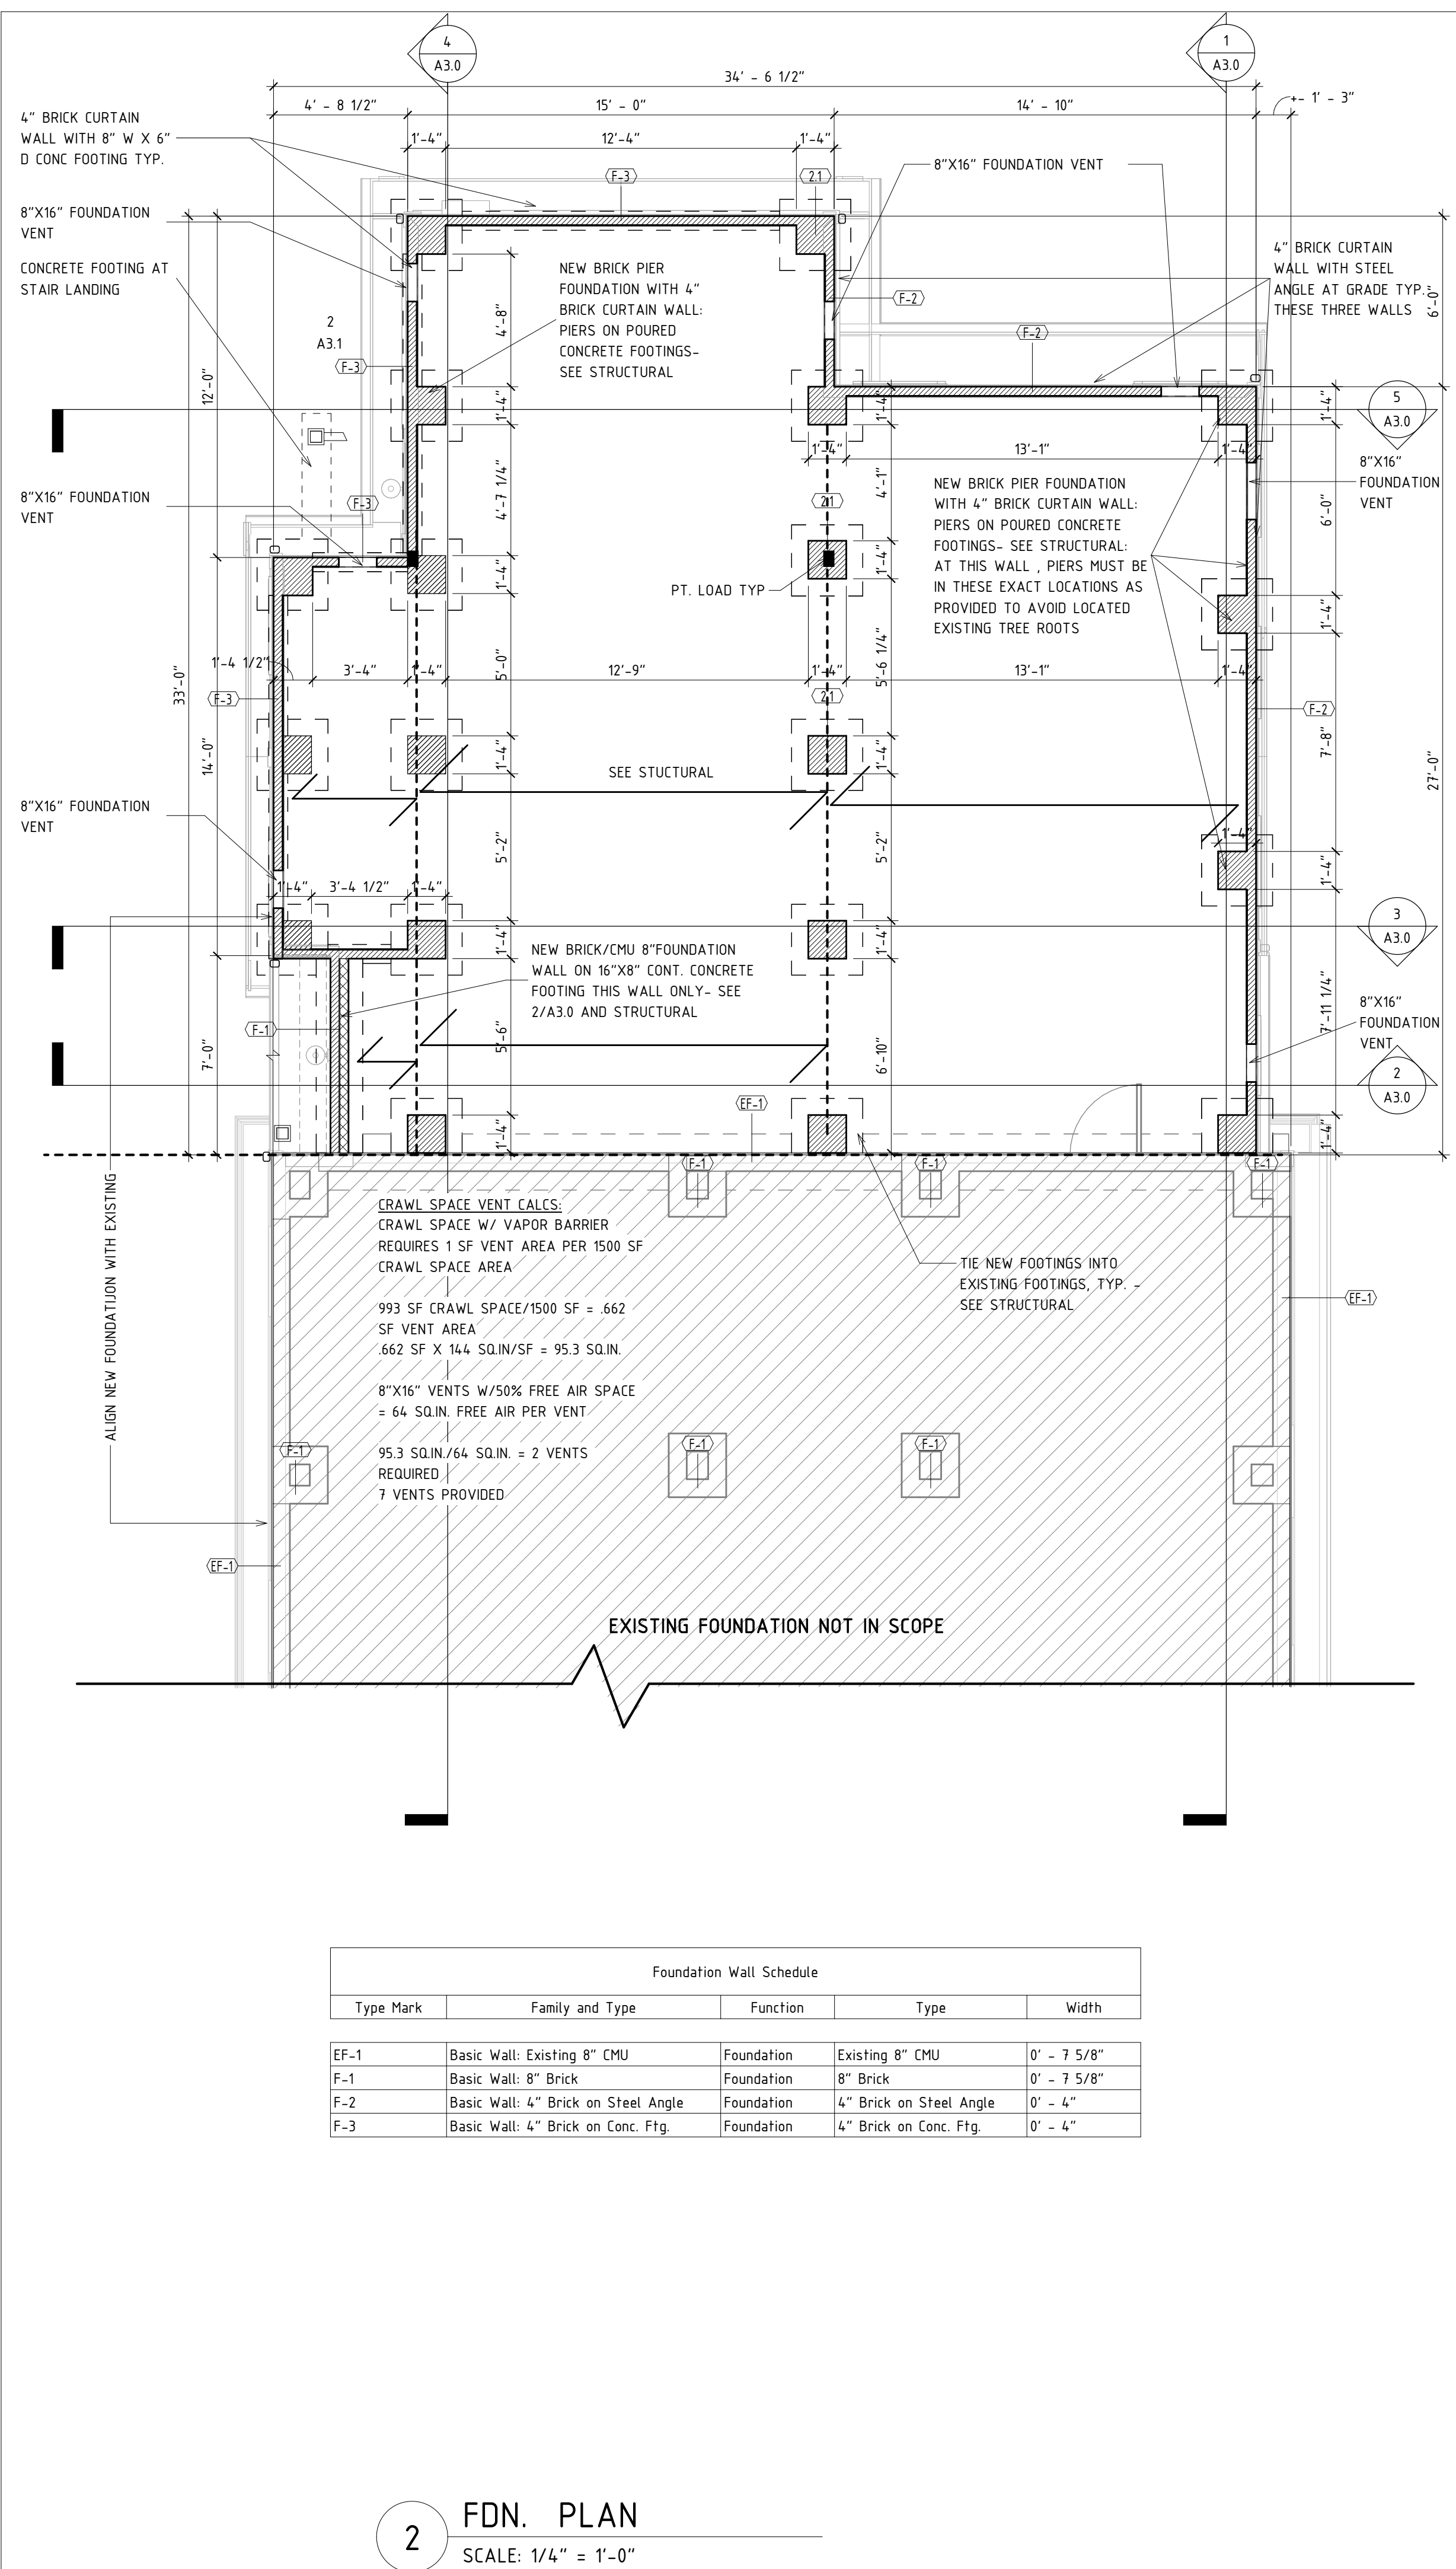 4
A3.0
1
A3.0
34' - 6 1/2"
4' - 8 1/2"
15' - 0"
14' - 10"
+- 1' - 3"
1'-4"
12'-4"
1'-4"
4" BRICK CURTAIN
WALL WITH 8" W X 6"
D CONC FOOTING TYP.
8"X16" FOUNDATION VENT
F-3
2.1
8"X16" FOUNDATION
VENT
CONCRETE FOOTING AT
STAIR LANDING
4" BRICK CURTAIN
WALL WITH STEEL
ANGLE AT GRADE TYP.
THESE THREE WALLS
6'-0"
NEW BRICK PIER
FOUNDATION WITH 4"
BRICK CURTAIN WALL:
PIERS ON POURED
CONCRETE FOOTINGS-
SEE STRUCTURAL
F-2
F-2
2
A3.1
F-3
4'-8"
12'-0"
1'-4"
1'-4"
1'-4"
5
A3.0
1'-4"
13'-1"
1'-4"
8"X16"
FOUNDATION
VENT
NEW BRICK PIER FOUNDATION
WITH 4" BRICK CURTAIN WALL:
PIERS ON POURED CONCRETE
FOOTINGS- SEE STRUCTURAL:
AT THIS WALL , PIERS MUST BE
IN THESE EXACT LOCATIONS AS
PROVIDED TO AVOID LOCATED
EXISTING TREE ROOTS
8"X16" FOUNDATION
VENT
F-3
4'-7 1/4"
4'-1"
2.1
6'-0"
1'-4"
1'-4"
PT. LOAD TYP
1'-4"
1'-4 1/2"
3'-4"
1'-4"
5'-0"
12'-9"
1'-4"
5'-6 1/4"
13'-1"
1'-4"
33'-0"
F-3
2.1
F-2
14'-0"
1'-4"
1'-4"
7'-8"
27'-0"
SEE STUCTURAL
8"X16" FOUNDATION
VENT
5'-2"
5'-2"
1'-4"
1'-4"
1'-4"
3'-4 1/2"
1'-4"
1'-4"
1'-4"
3
A3.0
NEW BRICK/CMU 8"FOUNDATION
WALL ON 16"X8" CONT. CONCRETE
FOOTING THIS WALL ONLY- SEE
2/A3.0 AND STRUCTURAL
F-1
7'-0"
5'-6"
6'-10"
7'-11 1/4"
8"X16"
FOUNDATION
VENT
2
A3.0
EF-1
1'-4"
1'-4"
F-1
F-1
F-1
ALIGN NEW FOUNDATIJON WITH EXISTING
CRAWL SPACE VENT CALCS:
CRAWL SPACE W/ VAPOR BARRIER
REQUIRES 1 SF VENT AREA PER 1500 SF
CRAWL SPACE AREA
993 SF CRAWL SPACE/1500 SF = .662
SF VENT AREA
.662 SF X 144 SQ.IN/SF = 95.3 SQ.IN.
8"X16" VENTS W/50% FREE AIR SPACE
= 64 SQ.IN. FREE AIR PER VENT
95.3 SQ.IN./64 SQ.IN. = 2 VENTS
REQUIRED
7 VENTS PROVIDED
TIE NEW FOOTINGS INTO
EXISTING FOOTINGS, TYP. -
SEE STRUCTURAL
EF-1
F-1
F-1
F-1
EF-1
EXISTING FOUNDATION NOT IN SCOPE
Foundation Wall Schedule
Type Mark Family and Type Function Type Width
EF-1 Basic Wall: Existing 8" CMU Foundation Existing 8" CMU 0' - 7 5/8"
F-1 Basic Wall: 8" Brick Foundation 8" Brick 0' - 7 5/8"
F-2 Basic Wall: 4" Brick on Steel Angle Foundation 4" Brick on Steel Angle 0' - 4"
F-3 Basic Wall: 4" Brick on Conc. Ftg. Foundation 4" Brick on Conc. Ftg. 0' - 4"
2
FDN. PLAN
SCALE: 1/4" = 1'-0"